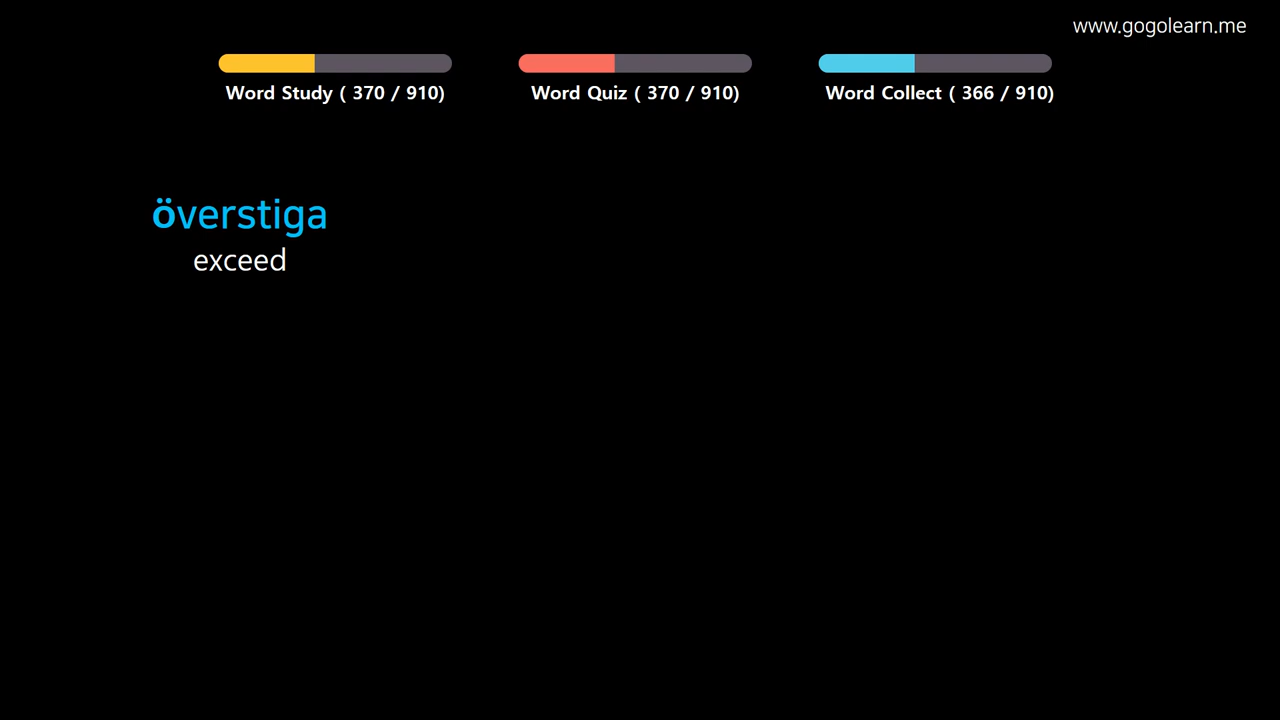 www.gogolearn.me
Word Study ( 370 / 910)
Word Quiz ( 370 / 910)
Word Collect ( 366 / 910)
överstiga
exceed